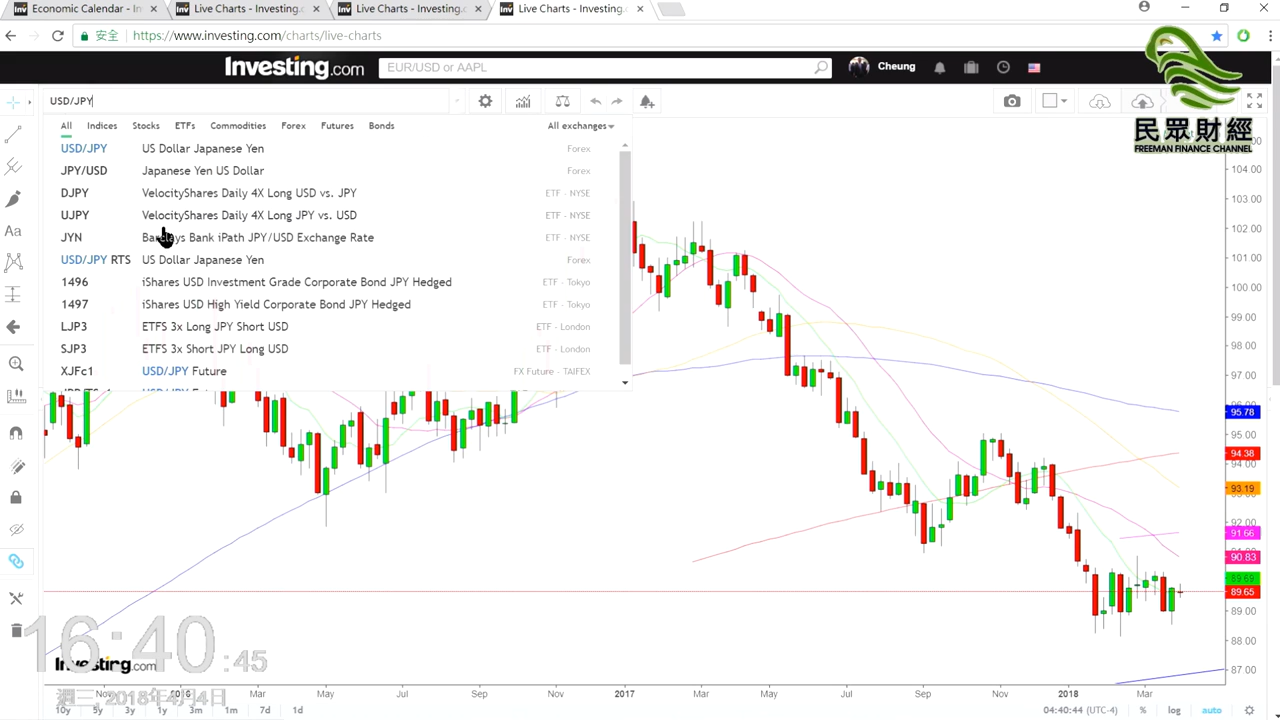 Economic Calendar - In
Live Charts - Investing.c
Live Charts - Investing.c
Live Charts - Investing.c
安全 https://www.investing.com/charts/live-charts
Investing.com
EUR/USD or AAPL
Cheung
民眾財經
FREEMAN FINANCE CHANNEL
USD/JPY
All Indices Stocks ETFs Commodities Forex Futures Bonds All exchanges
USD/JPY US Dollar Japanese Yen Forex
JPY/USD Japanese Yen US Dollar Forex
DJPY VelocityShares Daily 4X Long USD vs. JPY ETF - NYSE
UJPY VelocityShares Daily 4X Long JPY vs. USD ETF - NYSE
JYN Barclays Bank iPath JPY/USD Exchange Rate ETF - NYSE
USD/JPY RTS US Dollar Japanese Yen Forex
1496 iShares USD Investment Grade Corporate Bond JPY Hedged ETF - Tokyo
1497 iShares USD High Yield Corporate Bond JPY Hedged ETF - Tokyo
LJP3 ETFS 3x Long JPY Short USD ETF - London
SJP3 ETFS 3x Short JPY Long USD ETF - London
XJFc1 USD/JPY Future FX Future - TAIFEX
Aa
104.00
103.00
102.00
101.00
100.00
99.00
98.00
97.00
95.78
95.00
94.38
94.00
93.19
92.00
91.66
90.83
89.69
89.65
89.00
88.00
87.00
16:40:45
Investing.com
週三, 2018年4月4日
Nov 2016 Mar May Jul Sep Nov 2017 Mar May Jul Sep Nov 2018 Mar
10y 5y 3y 1y 3m 1m 7d 1d 04:40:44 (UTC-4) % log auto